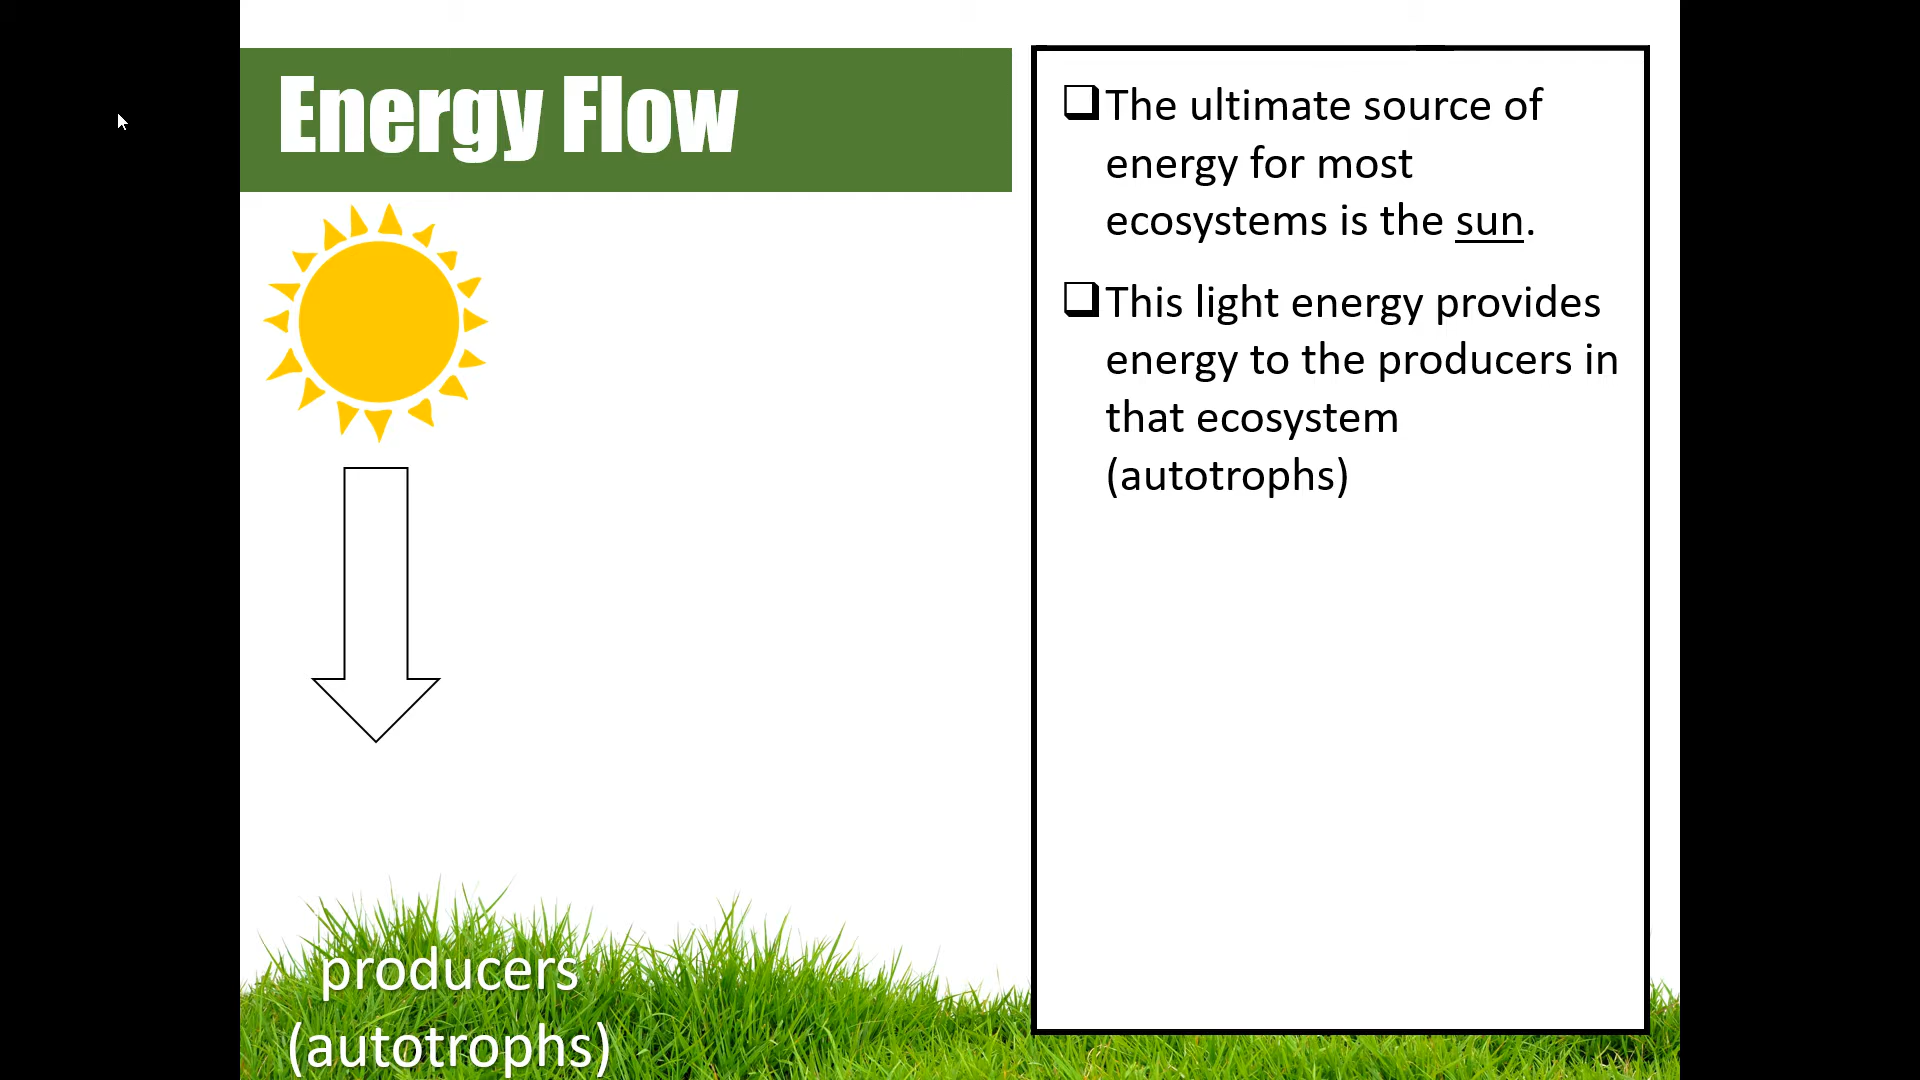 Energy Flow
❑The ultimate source of
energy for most
ecosystems is the sun.
❑This light energy provides
energy to the producers in
that ecosystem
(autotrophs)
producers
(autotrophs)